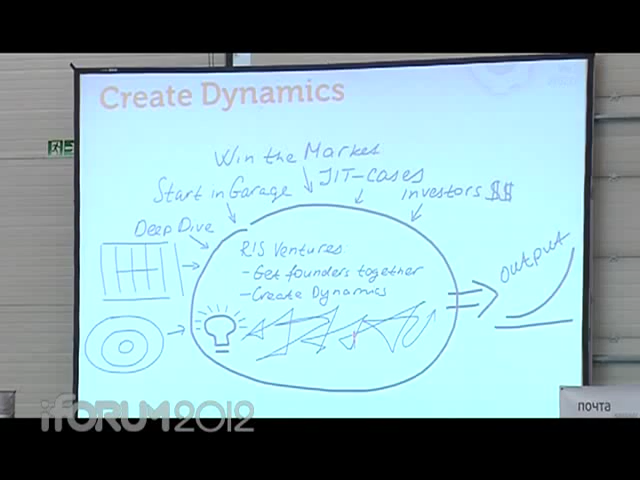 Create Dynamics
Win the Market
JIT-CASES
Start in Garage
Investors $$
Deep Dive
RIS Ventures
- Get founders together
- Create Dynamics
OUTPUT
почта
iFORUM2012